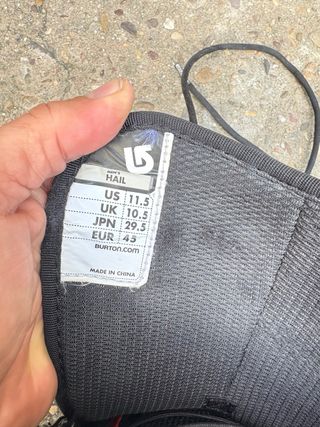 MEN'S
HAIL
US 11.5
UK 10.5
JPN 29.5
EUR 45
BURTON.COM
MADE IN CHINA